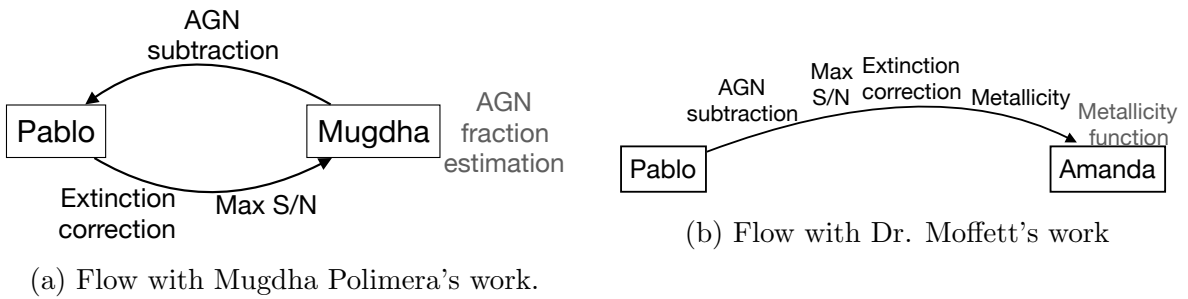 AGN
subtraction
Pablo
Mugdha
AGN
fraction
estimation
Extinction
correction
Max S/N
(a) Flow with Mugdha Polimera's work.
AGN
subtraction
Max
S/N
Extinction
correction
Metallicity
Metallicity
function
Pablo
Amanda
(b) Flow with Dr. Moffett's work